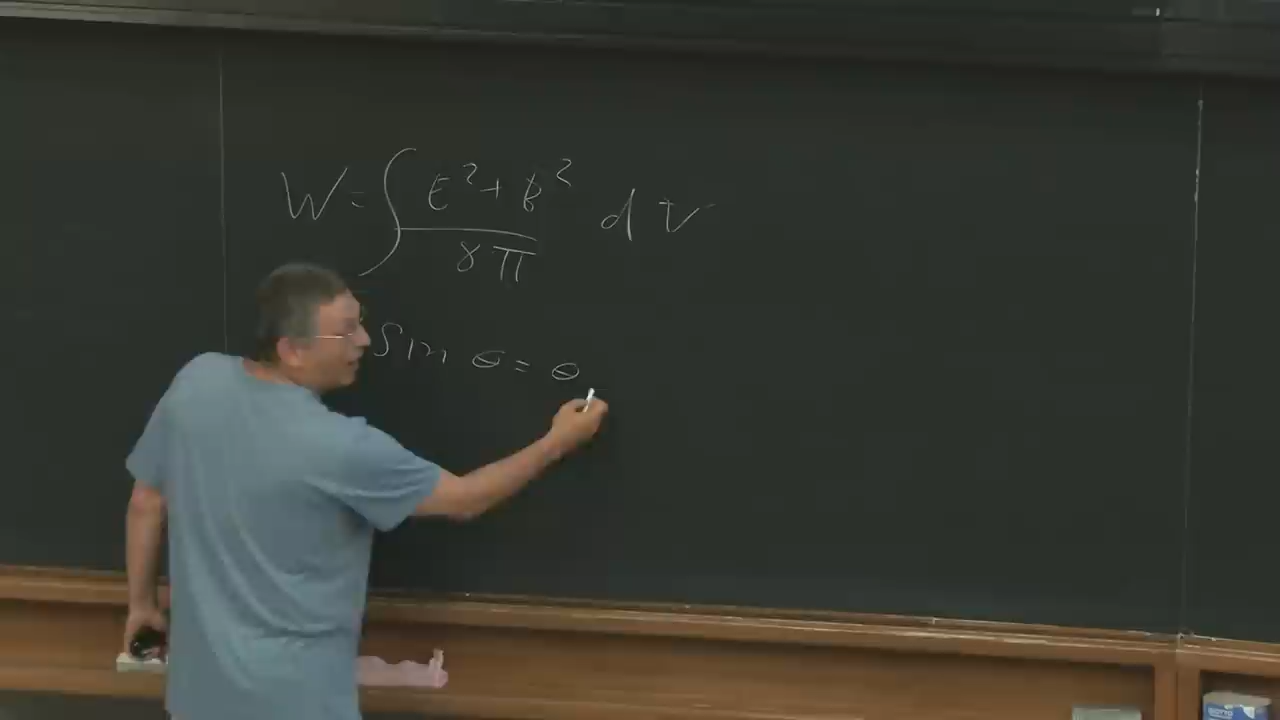 W = ∫ (E² + B²) / 8π dV
sin θ = θ